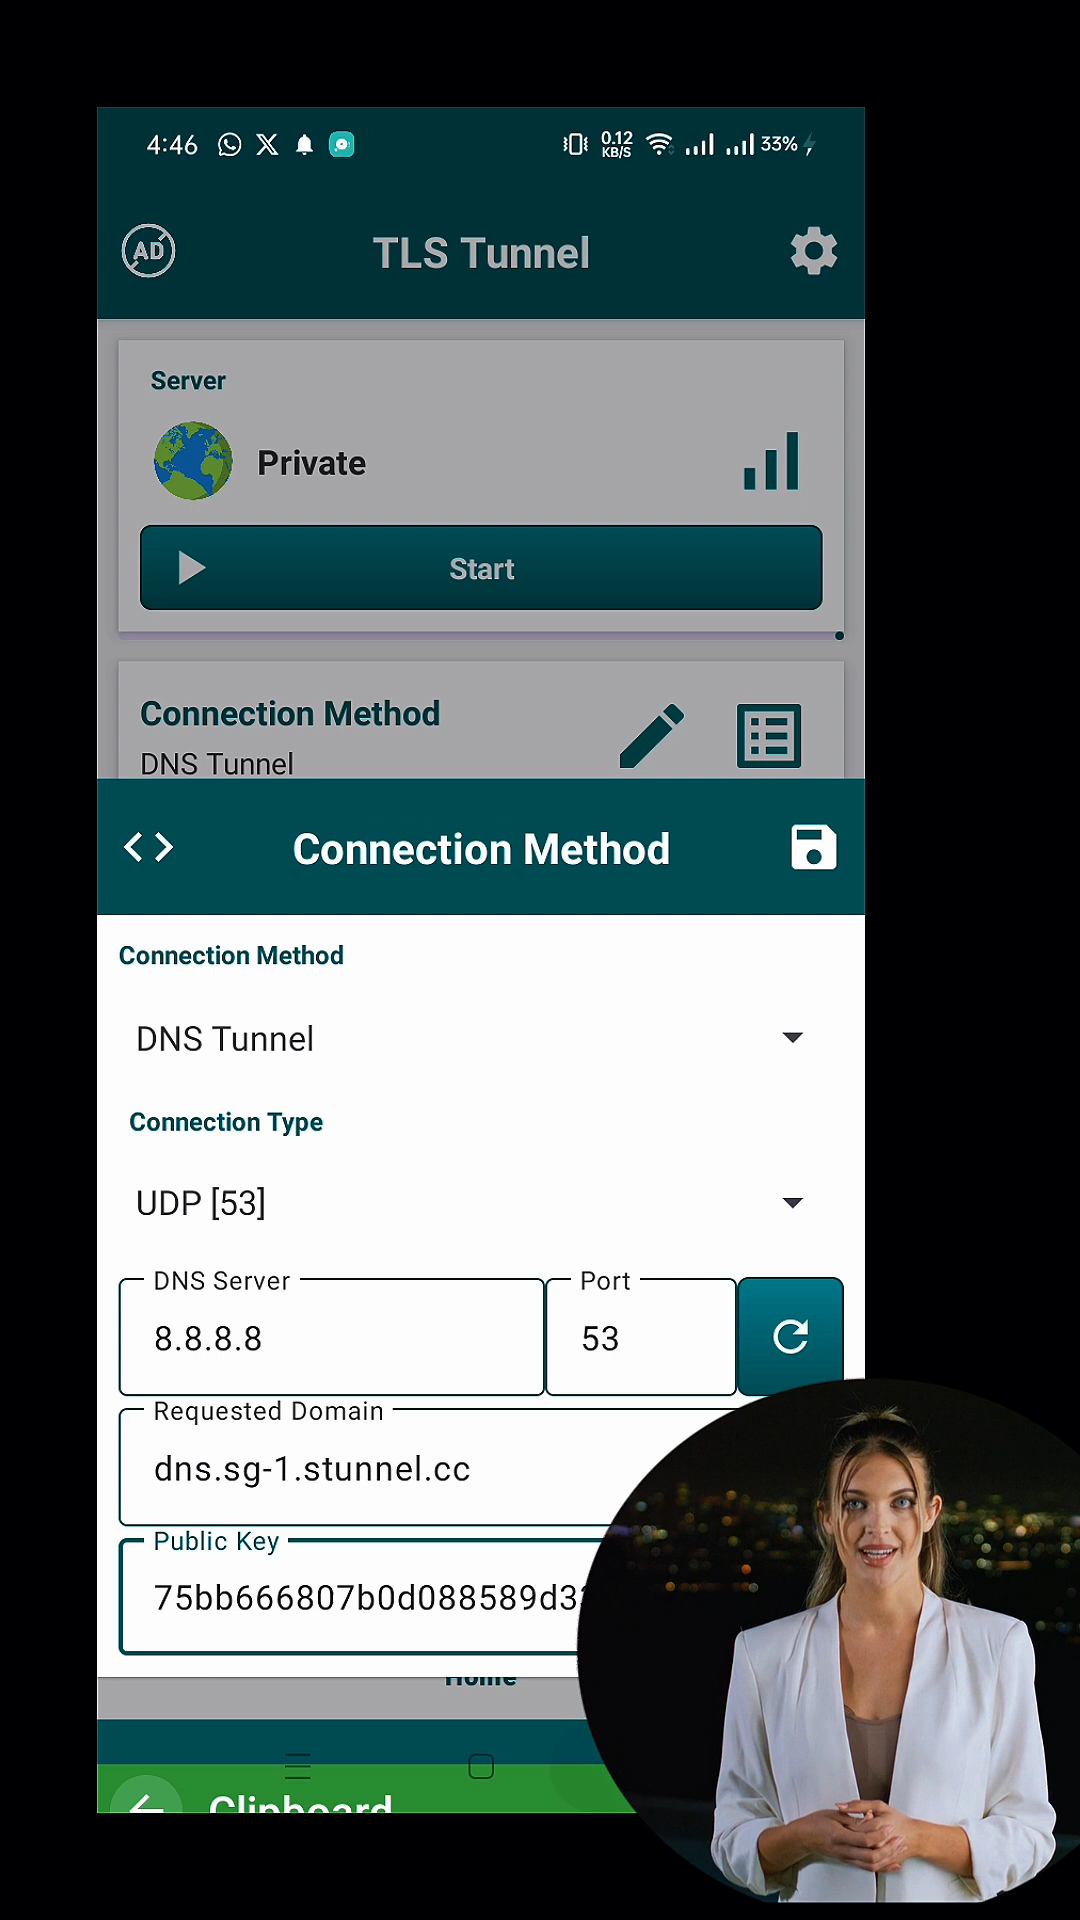 4:46 0.12 KB/S 33%
AD TLS Tunnel
Server
Private
Start
Connection Method
DNS Tunnel
Connection Method
Connection Method
DNS Tunnel
Connection Type
UDP [53]
DNS Server Port
8.8.8.8 53
Requested Domain
dns.sg-1.stunnel.cc
Public Key
75bb666807b0d088589d3
Home
Clipboard